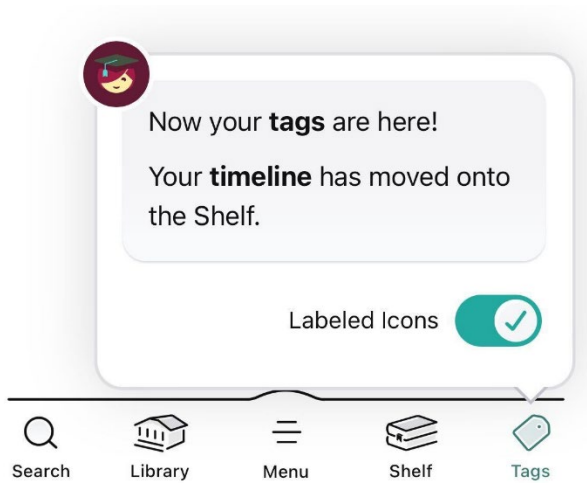 Now your tags are here!
Your timeline has moved onto
the Shelf.
Labeled Icons
Search Library Menu Shelf Tags